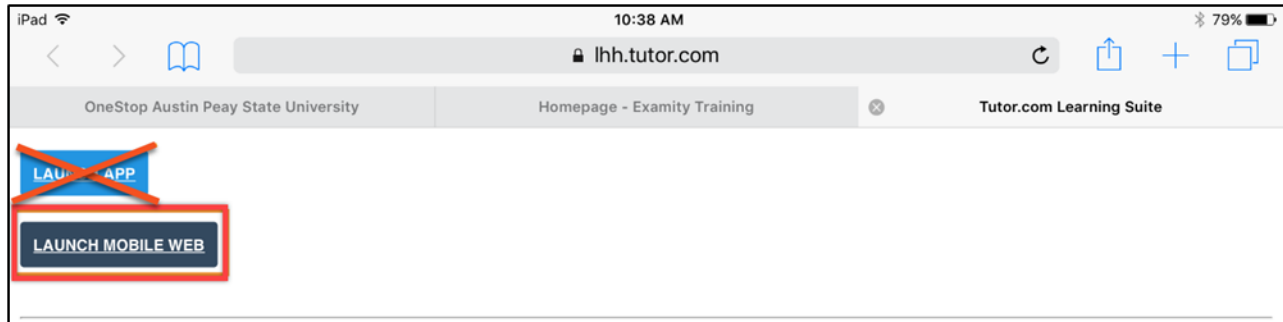 iPad 10:38 AM 79%
lhh.tutor.com
OneStop Austin Peay State University Homepage - Examity Training Tutor.com Learning Suite
LAUNCH APP
LAUNCH MOBILE WEB